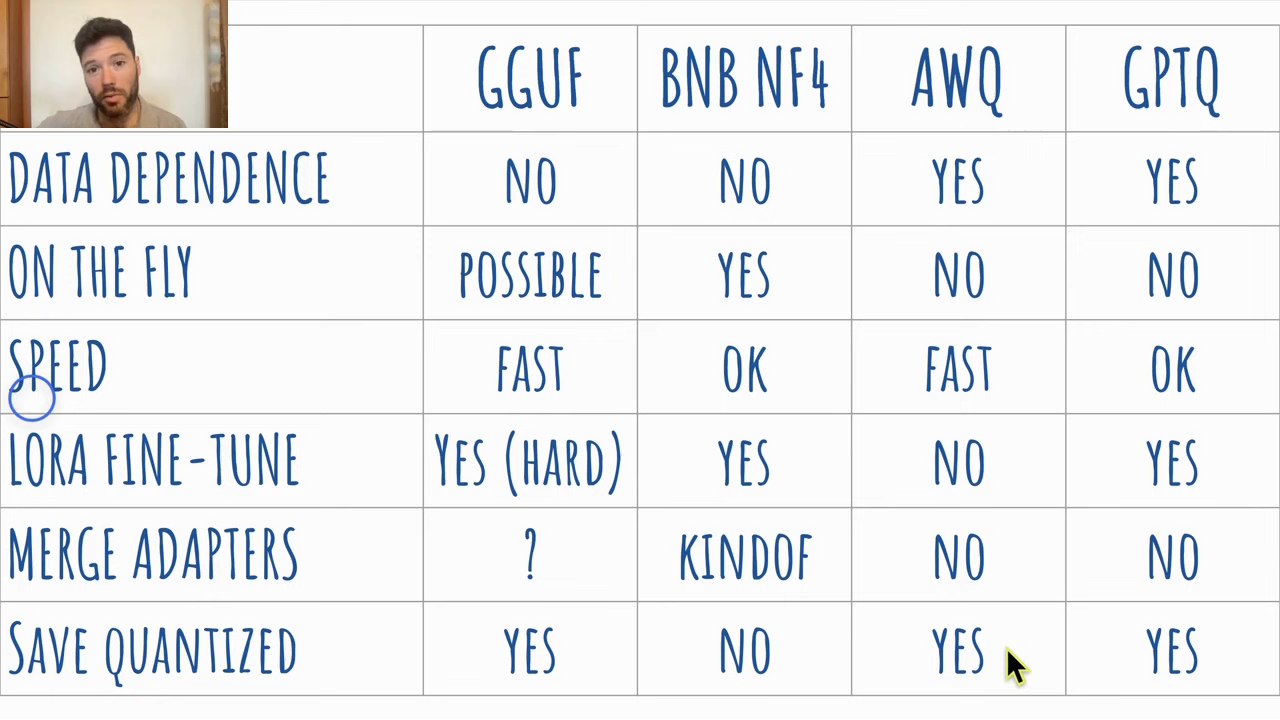 GGUF BNB NF4 AWQ GPTQ
DATA DEPENDENCE NO NO YES YES
ON THE FLY POSSIBLE YES NO NO
SPEED FAST OK FAST OK
LORA FINE-TUNE YES (HARD) YES NO YES
MERGE ADAPTERS ? KINDOF NO NO
SAVE QUANTIZED YES NO YES YES